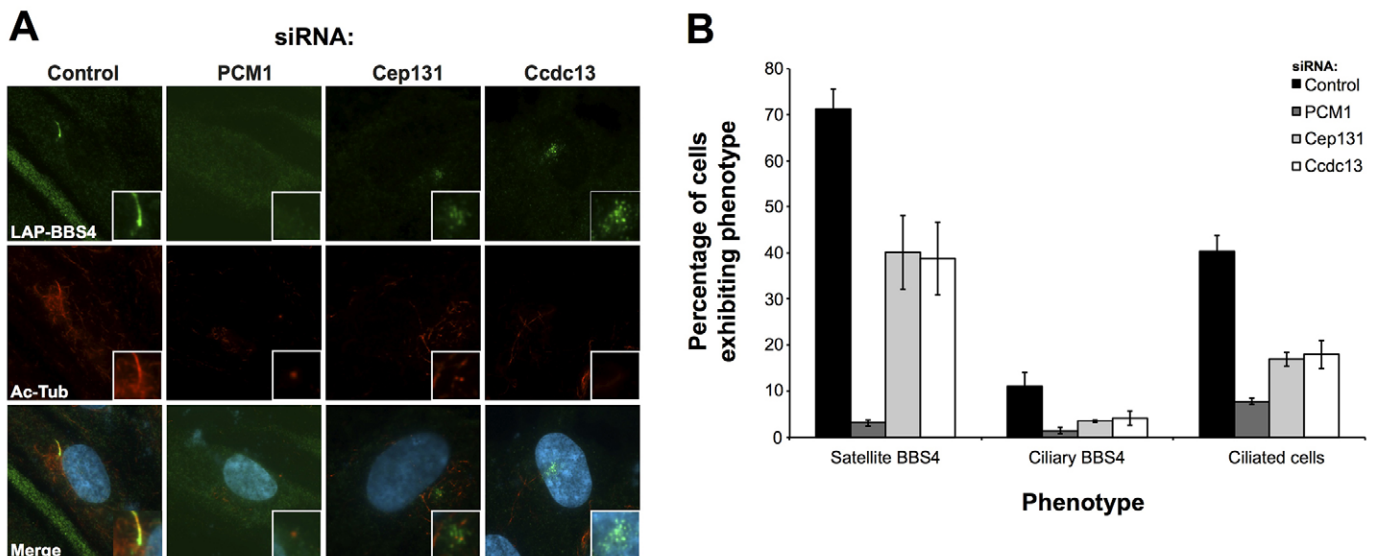 A
siRNA:
Control PCM1 Cep131 Ccdc13
LAP-BBS4
Ac-Tub
Merge
B
Percentage of cells
exhibiting phenotype
80
70
60
50
40
30
20
10
0
siRNA:
Control
PCM1
Cep131
Ccdc13
Satellite BBS4 Ciliary BBS4 Ciliated cells
Phenotype